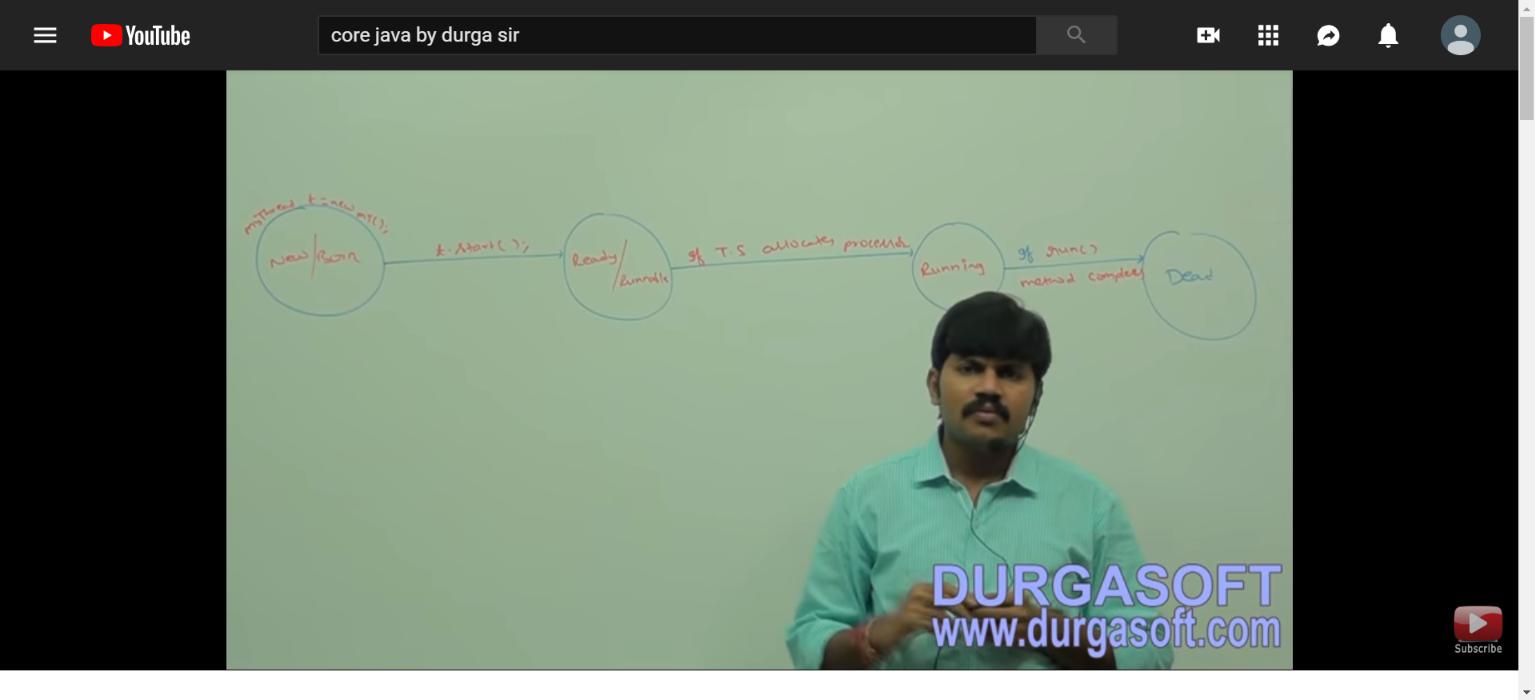 YouTube
core java by durga sir
MyThread t = new MT();
New/Born
t.start();
Ready/
Runnable
If T.S allocates processor
Running
If run()
method completes
Dead
DURGASOFT
www.durgasoft.com
Subscribe